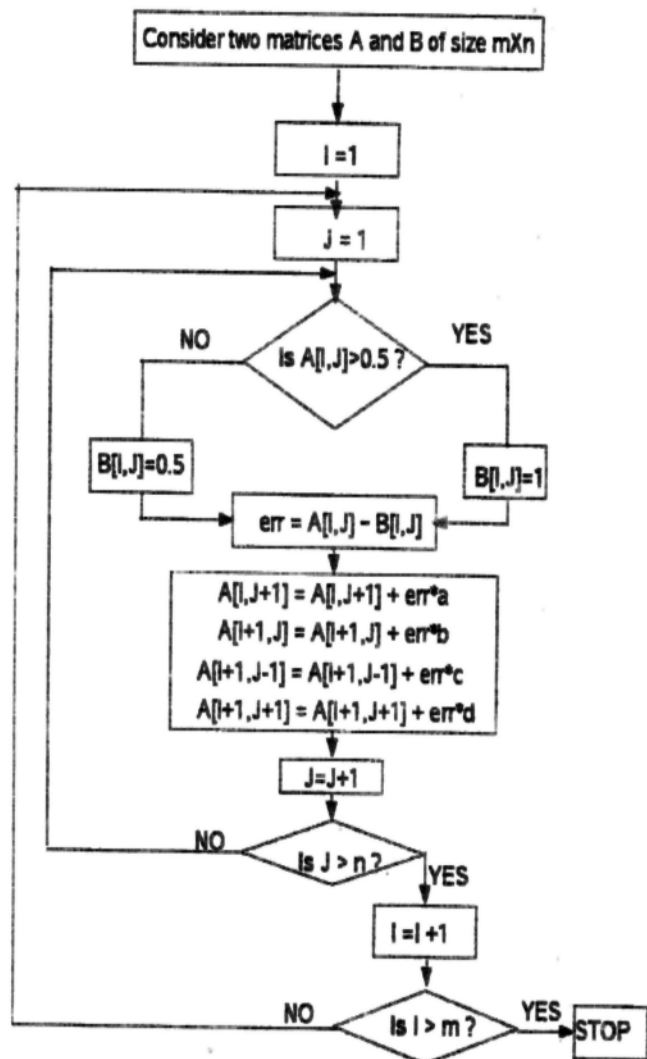 Consider two matrices A and B of size mXn
I =1
J = 1
NO
YES
Is A[I,J]>0.5 ?
B[I,J]=0.5
B[I,J]=1
err = A[I,J] - B[I,J]
A[I,J+1] = A[I,J+1] + err*a
A[I+1,J] = A[I+1,J] + err*b
A[I+1,J-1] = A[I+1,J-1] + err*c
A[I+1,J+1] = A[I+1,J+1] + err*d
J=J+1
NO
Is J > n ?
YES
I =I +1
NO
Is I > m ?
YES
STOP